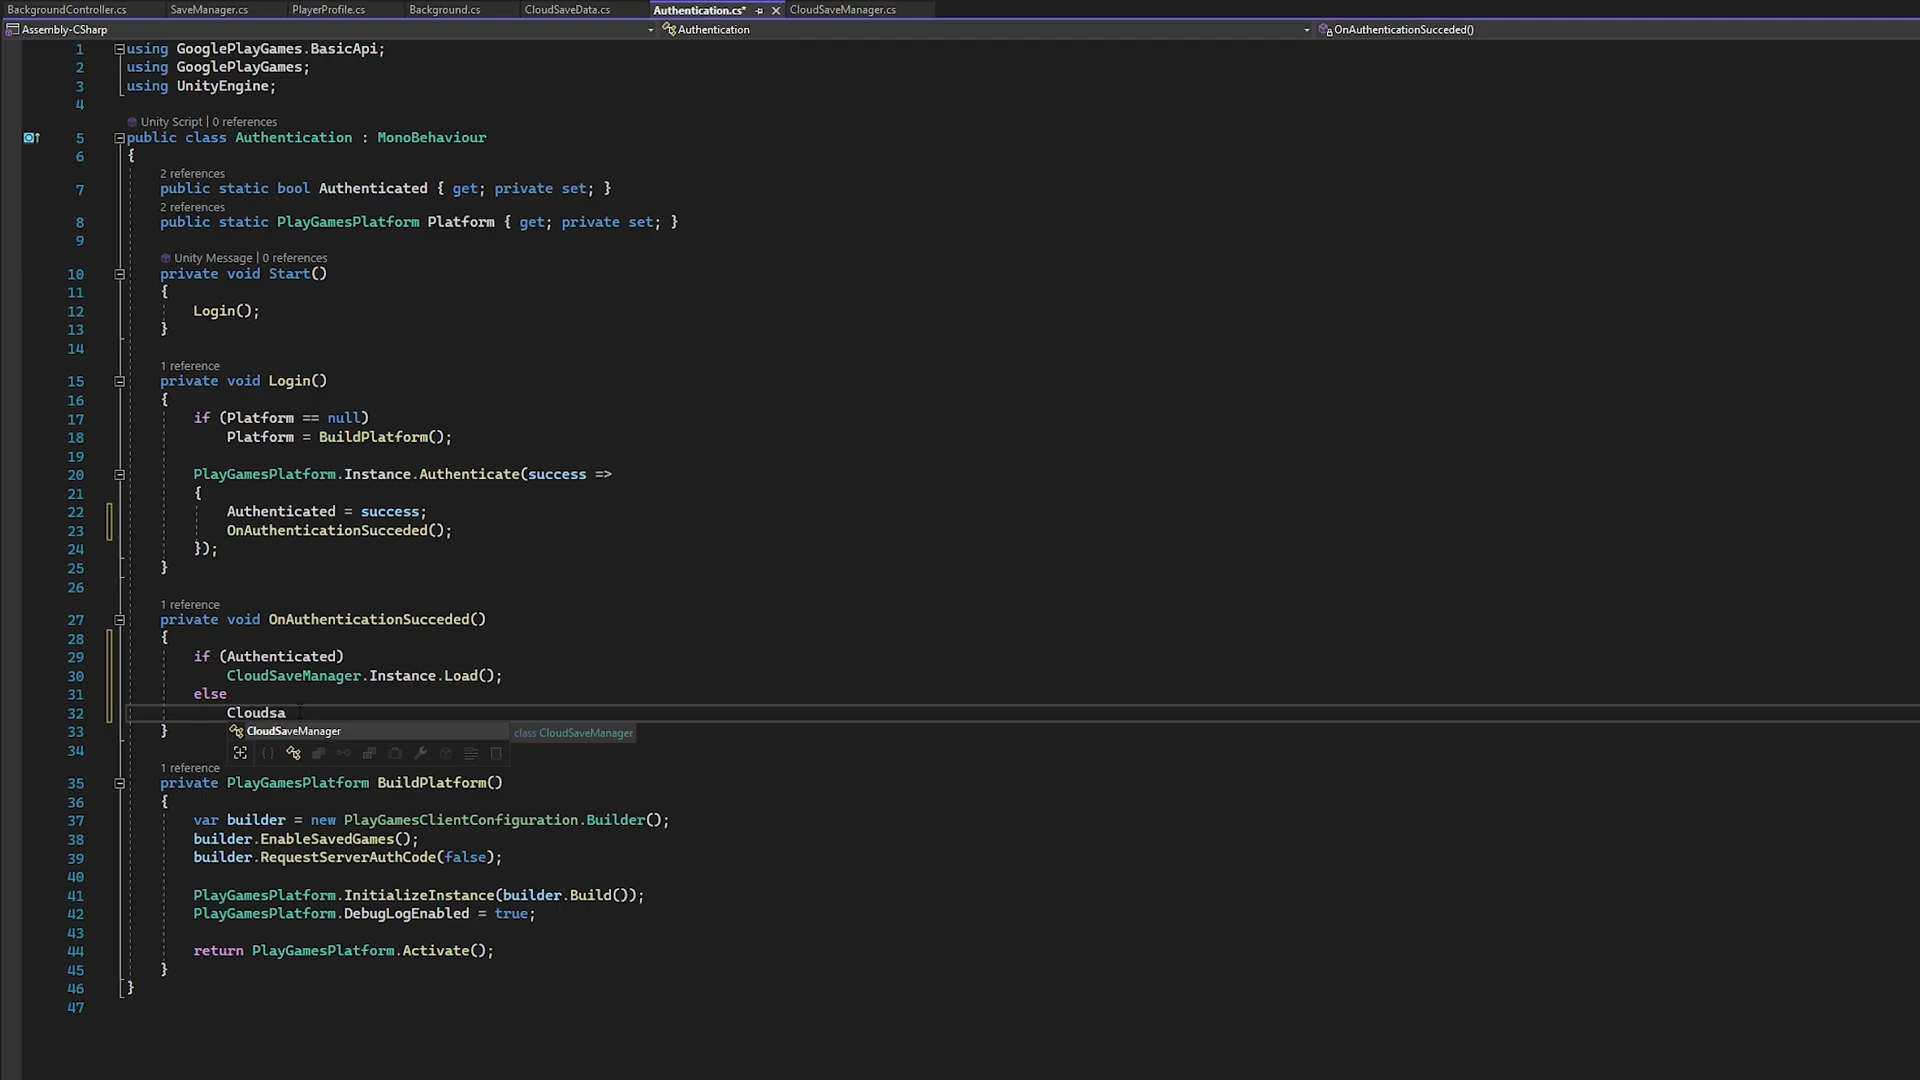 BackgroundController.cs SaveManager.cs PlayerProfile.cs Background.cs CloudSaveData.cs Authentication.cs* CloudSaveManager.cs
Assembly-CSharp Authentication OnAuthenticationSucceded()
1 using GooglePlayGames.BasicApi;
2 using GooglePlayGames;
3 using UnityEngine;
4
Unity Script | 0 references
5 public class Authentication : MonoBehaviour
6 {
2 references
7 public static bool Authenticated { get; private set; }
2 references
8 public static PlayGamesPlatform Platform { get; private set; }
9
Unity Message | 0 references
10 private void Start()
11 {
12 Login();
13 }
14
1 reference
15 private void Login()
16 {
17 if (Platform == null)
18 Platform = BuildPlatform();
19
20 PlayGamesPlatform.Instance.Authenticate(success =>
21 {
22 Authenticated = success;
23 OnAuthenticationSucceded();
24 });
25 }
26
1 reference
27 private void OnAuthenticationSucceded()
28 {
29 if (Authenticated)
30 CloudSaveManager.Instance.Load();
31 else
32 Cloudsa
33 }
CloudSaveManager class CloudSaveManager
34
1 reference
35 private PlayGamesPlatform BuildPlatform()
36 {
37 var builder = new PlayGamesClientConfiguration.Builder();
38 builder.EnableSavedGames();
39 builder.RequestServerAuthCode(false);
40
41 PlayGamesPlatform.InitializeInstance(builder.Build());
42 PlayGamesPlatform.DebugLogEnabled = true;
43
44 return PlayGamesPlatform.Activate();
45 }
46 }
47